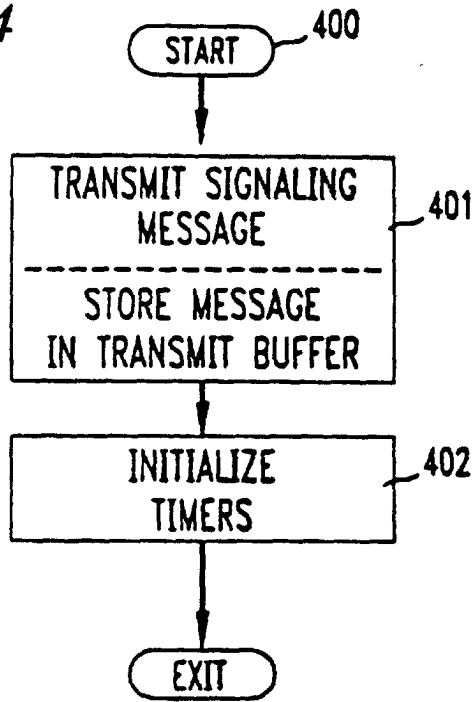 4
START
400
TRANSMIT SIGNALING
MESSAGE
401
STORE MESSAGE
IN TRANSMIT BUFFER
INITIALIZE
TIMERS
402
EXIT